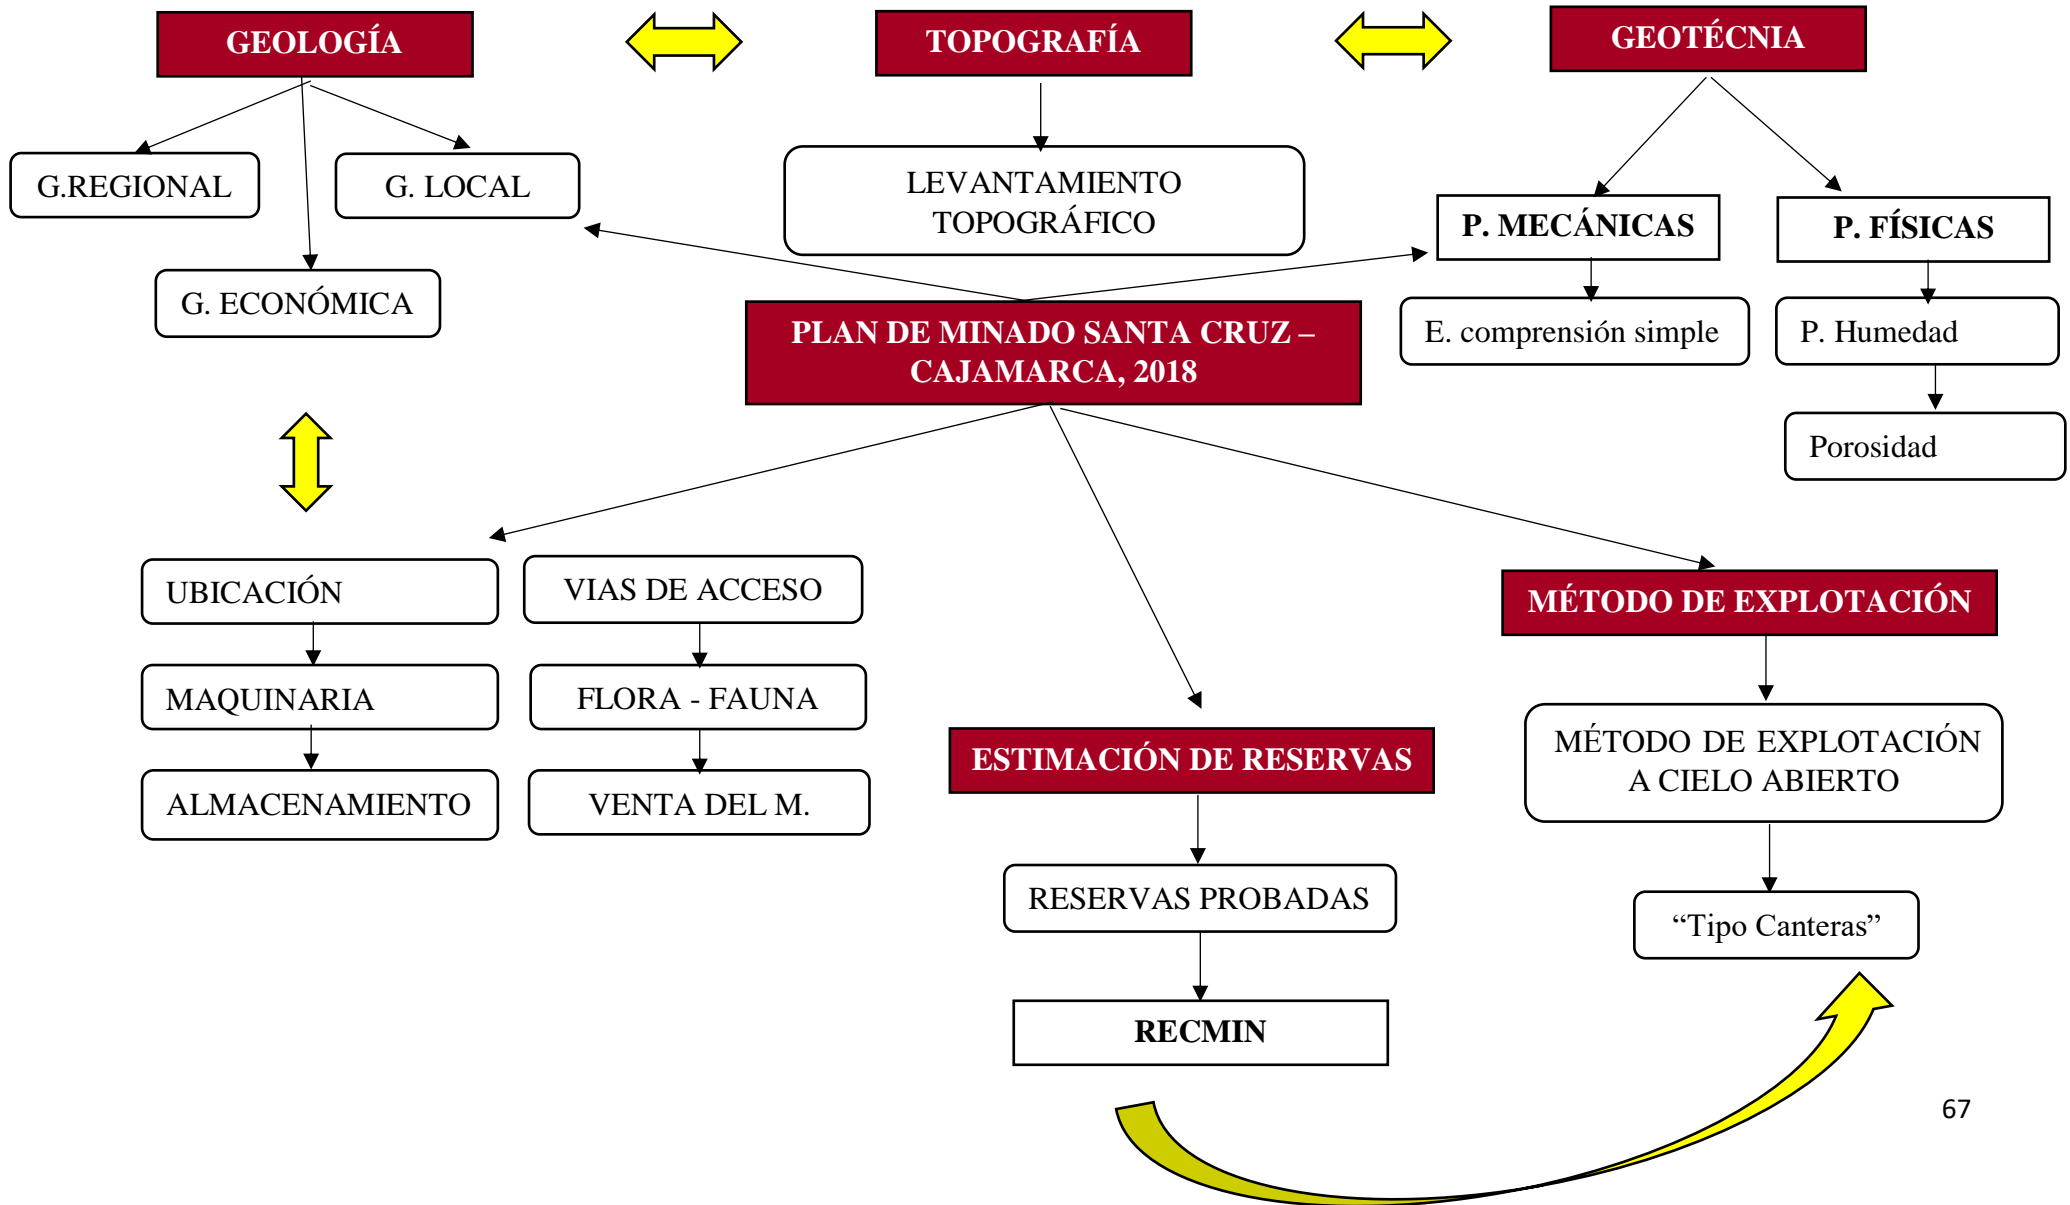 GEOLOGÍA
TOPOGRAFÍA
GEOTÉCNIA
G.REGIONAL
G. LOCAL
LEVANTAMIENTO
TOPOGRÁFICO
P. MECÁNICAS
P. FÍSICAS
G. ECONÓMICA
PLAN DE MINADO SANTA CRUZ –
CAJAMARCA, 2018
E. comprensión simple
P. Humedad
Porosidad
UBICACIÓN
VIAS DE ACCESO
MÉTODO DE EXPLOTACIÓN
MAQUINARIA
FLORA - FAUNA
ESTIMACIÓN DE RESERVAS
MÉTODO DE EXPLOTACIÓN
A CIELO ABIERTO
ALMACENAMIENTO
VENTA DEL M.
RESERVAS PROBADAS
“Tipo Canteras”
RECMIN
67